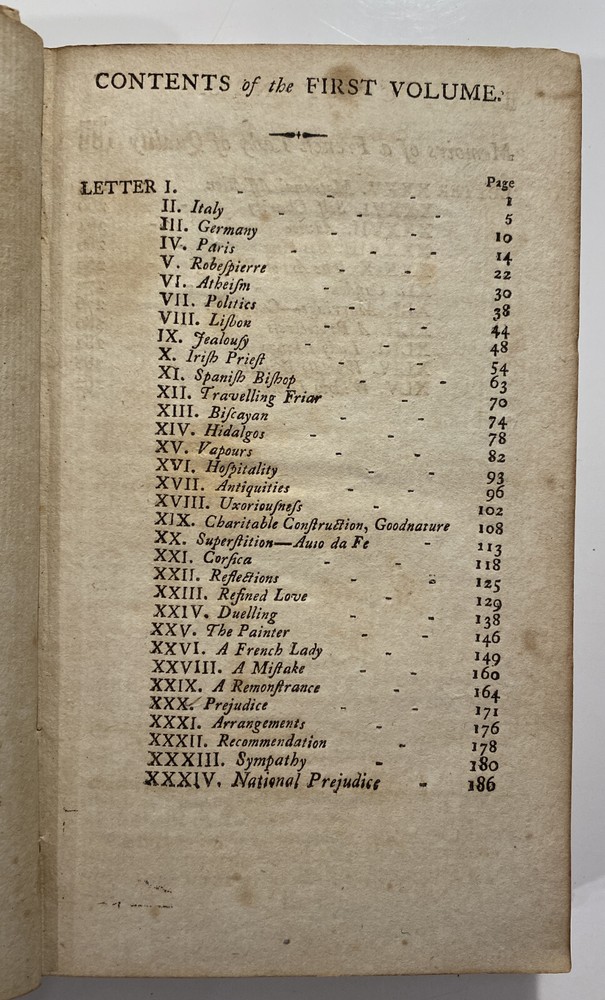 CONTENTS of the FIRST VOLUME.
Page
LETTER I. - - - - 1
II. Italy - - - 5
III. Germany - - - 10
IV. Paris - - - 14
V. Robeſpierre - - 22
VI. Atheiſm - - - 30
VII. Politics - - - 38
VIII. Liſbon - - - 44
IX. Jealouſy - - - 48
X. Iriſh Prieſt - - 54
XI. Spaniſh Biſhop - - 63
XII. Travelling Friar - 70
XIII. Biſcayan - - 74
XIV. Hidalgos - - 78
XV. Vapours - - 82
XVI. Hoſpitality - - 93
XVII. Antiquities - - 96
XVIII. Uxoriouſneſs - 102
XIX. Charitable Conſtruction, Goodnature 108
XX. Superſtition—Auto da Fe - 113
XXI. Corſica - - 118
XXII. Reflections - - 125
XXIII. Refined Love - 129
XXIV. Duelling - - 138
XXV. The Painter - - 146
XXVI. A French Lady - 149
XXVIII. A Miſtake - - 160
XXIX. A Remonſtrance - 164
XXX. Prejudice - - 171
XXXI. Arrangements - 176
XXXII. Recommendation - 178
XXXIII. Sympathy - 180
XXXIV. National Prejudice - 186